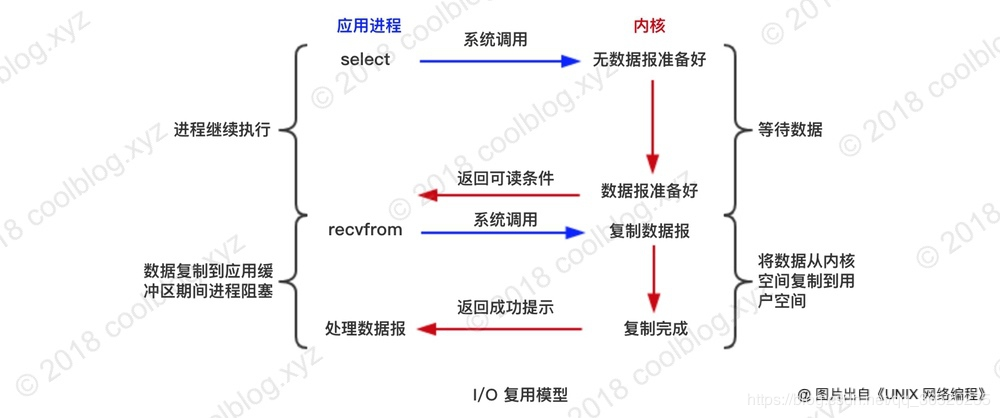 应用进程
内核
select
系统调用
无数据报准备好
进程继续执行
等待数据
返回可读条件
数据报准备好
recvfrom
系统调用
复制数据报
数据复制到应用缓
冲区期间进程阻塞
将数据从内核
空间复制到用
户空间
返回成功提示
处理数据报
复制完成
I/O 复用模型
@ 图片出自《UNIX 网络编程》
© 2018 coolblog.xyz